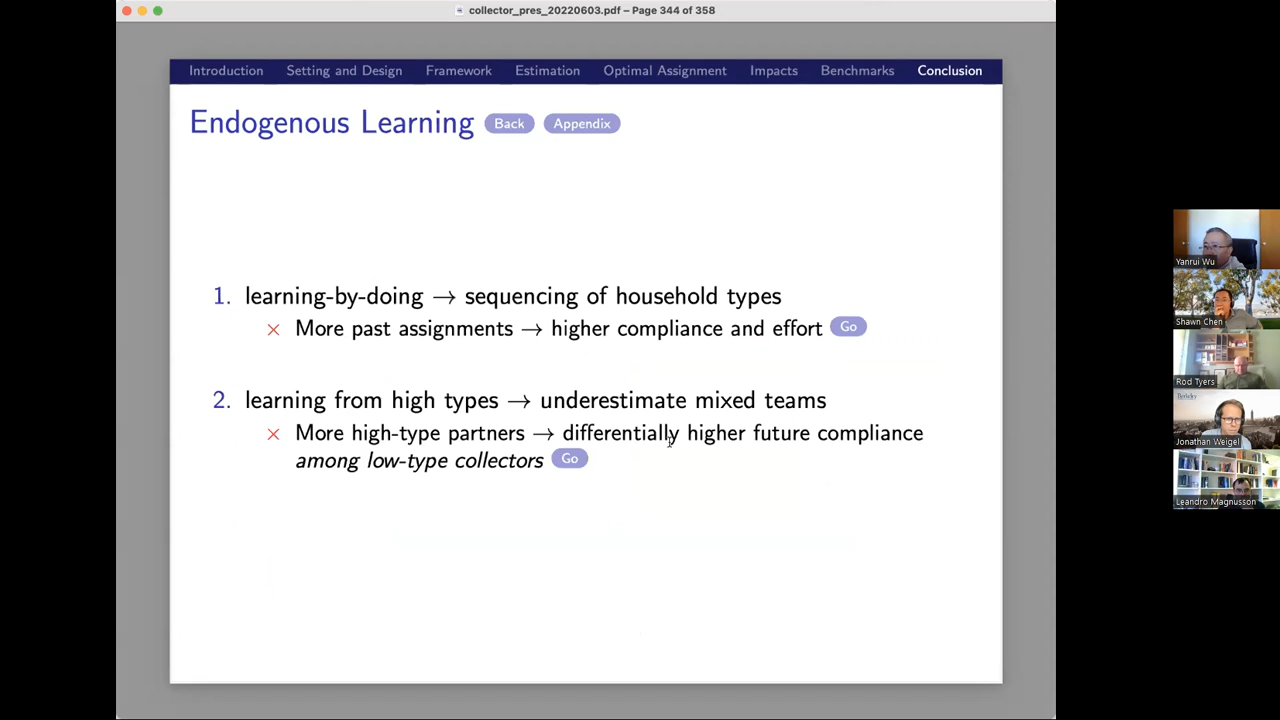 collector_pres_20220603.pdf – Page 344 of 358
Introduction Setting and Design Framework Estimation Optimal Assignment Impacts Benchmarks Conclusion
Endogenous Learning Back Appendix
1. learning-by-doing → sequencing of household types
× More past assignments → higher compliance and effort Go
2. learning from high types → underestimate mixed teams
× More high-type partners → differentially higher future compliance
among low-type collectors Go
Yanrui Wu
Shawn Chen
Rod Tyers
Berkeley
Jonathan Weigel
Leandro Magnusson